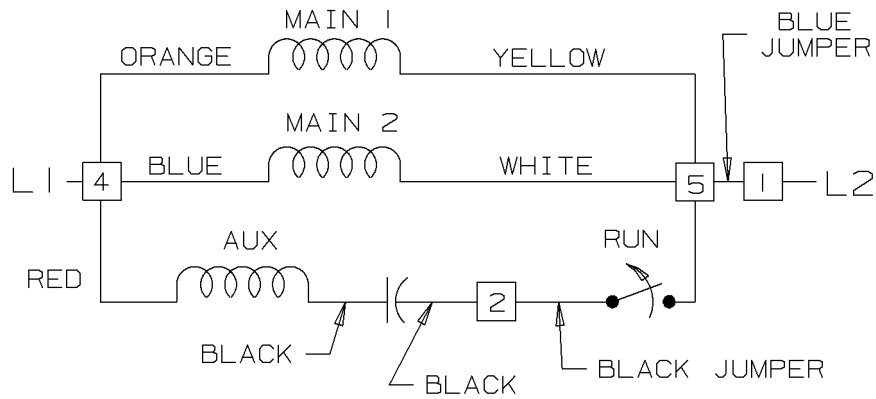 MAIN 1
BLUE JUMPER
ORANGE
YELLOW
MAIN 2
L1
4
BLUE
WHITE
5
1
L2
AUX
RUN
RED
2
BLACK
BLACK
BLACK JUMPER